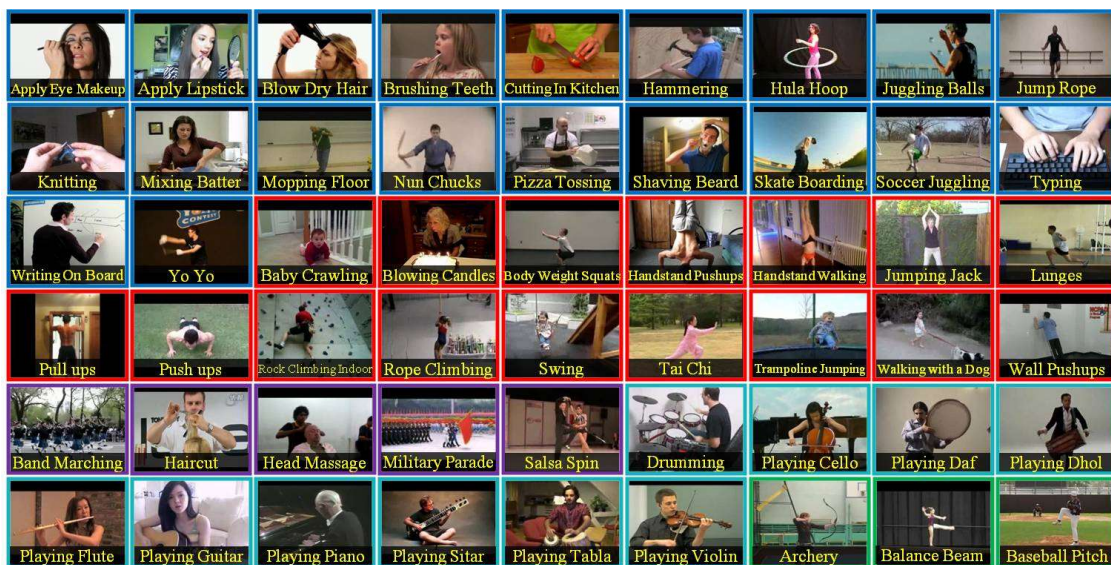 Apply Eye Makeup
Apply Lipstick
Blow Dry Hair
Brushing Teeth
Cutting In Kitchen
Hammering
Hula Hoop
Juggling Balls
Jump Rope
Knitting
Mixing Batter
Mopping Floor
Nun Chucks
Pizza Tossing
Shaving Beard
Skate Boarding
Soccer Juggling
Typing
Writing On Board
CONTEST
Yo Yo
Baby Crawling
Blowing Candles
Body Weight Squats
Handstand Pushups
Handstand Walking
Jumping Jack
Lunges
Pull ups
Push ups
Rock Climbing Indoor
Rope Climbing
Swing
Tai Chi
Trampoline Jumping
Walking with a Dog
Wall Pushups
Band Marching
Haircut
Head Massage
Military Parade
Salsa Spin
Drumming
Playing Cello
Playing Daf
Playing Dhol
Playing Flute
Playing Guitar
Playing Piano
Playing Sitar
Playing Tabla
Playing Violin
Archery
Balance Beam
Baseball Pitch